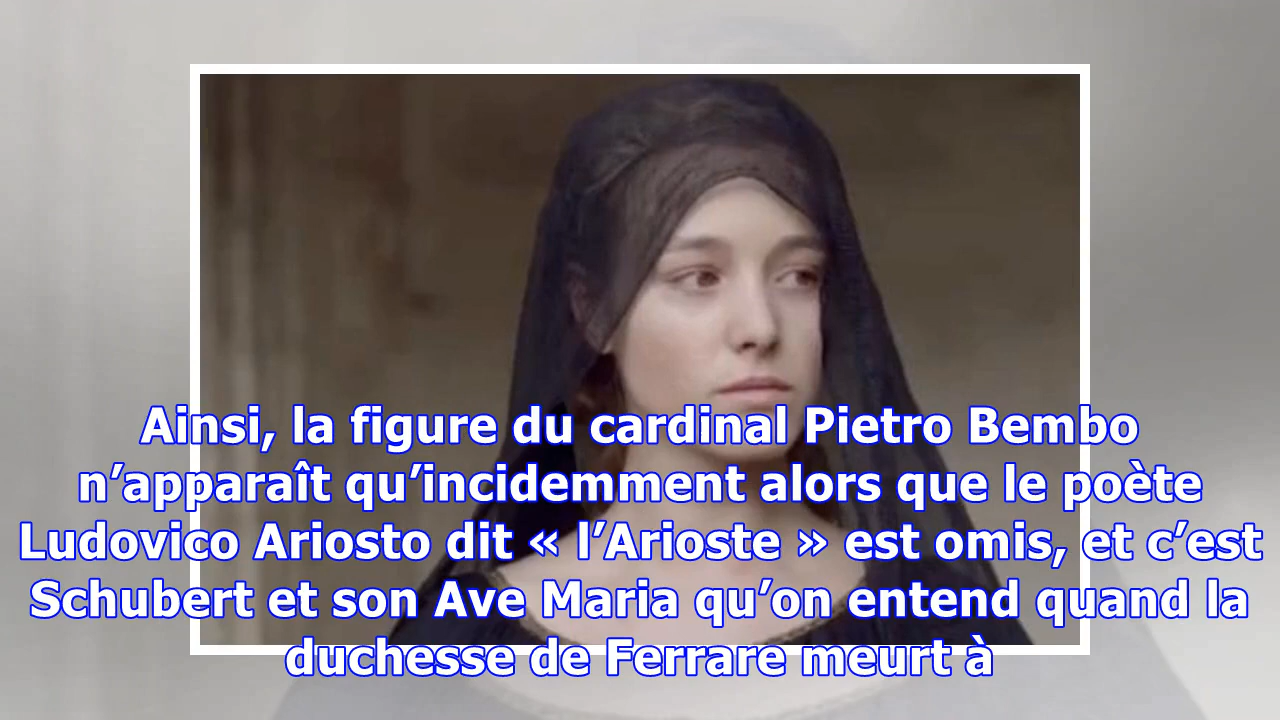 Ainsi, la figure du cardinal Pietro Bembo
n’apparaît qu’incidemment alors que le poète
Ludovico Ariosto dit « l’Arioste » est omis, et c’est
Schubert et son Ave Maria qu’on entend quand la
duchesse de Ferrare meurt à